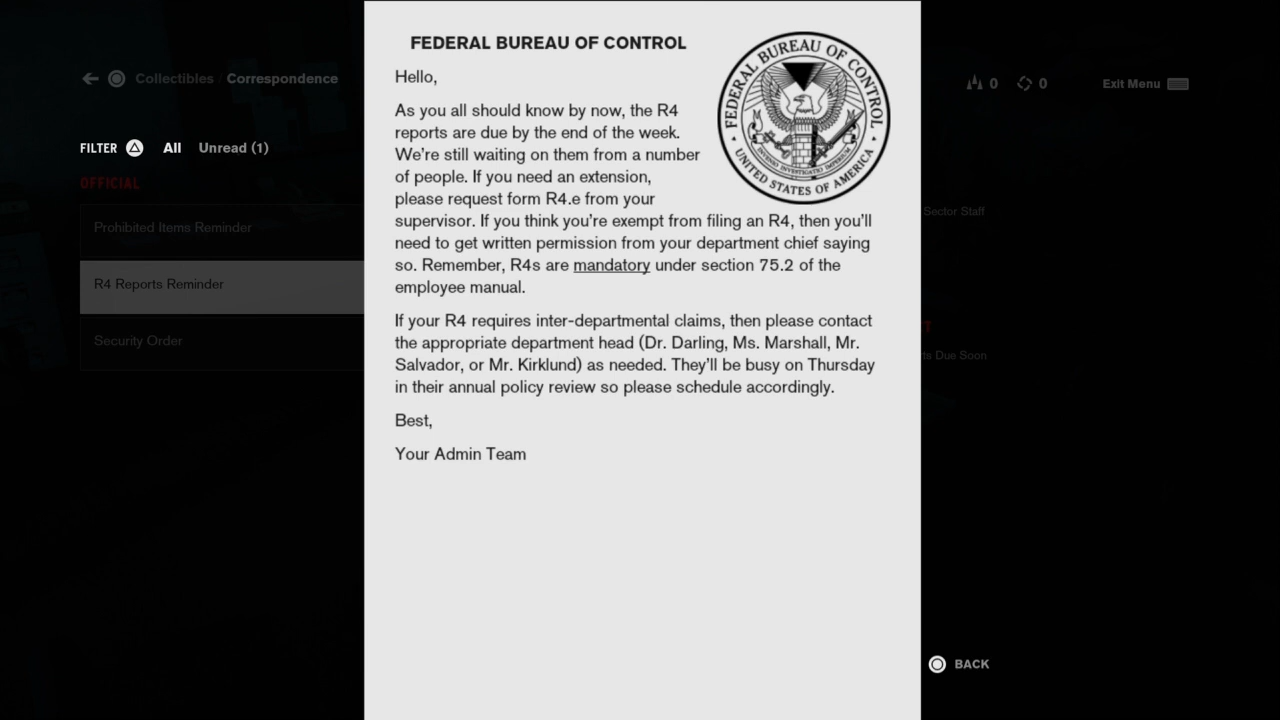 FEDERAL BUREAU OF CONTROL
FEDERAL BUREAU OF CONTROL
UNITED STATES OF AMERICA
Hello,
As you all should know by now, the R4
reports are due by the end of the week.
We're still waiting on them from a number
of people. If you need an extension,
please request form R4.e from your
supervisor. If you think you're exempt from filing an R4, then you'll
need to get written permission from your department chief saying
so. Remember, R4s are mandatory under section 75.2 of the
employee manual.
If your R4 requires inter-departmental claims, then please contact
the appropriate department head (Dr. Darling, Ms. Marshall, Mr.
Salvador, or Mr. Kirklund) as needed. They'll be busy on Thursday
in their annual policy review so please schedule accordingly.
Best,
Your Admin Team
Collectibles Correspondence
FILTER All Unread (1)
OFFICIAL
Prohibited Items Reminder
R4 Reports Reminder
Security Order
0 0 Exit Menu
Sector Staff
T
ts Due Soon
BACK